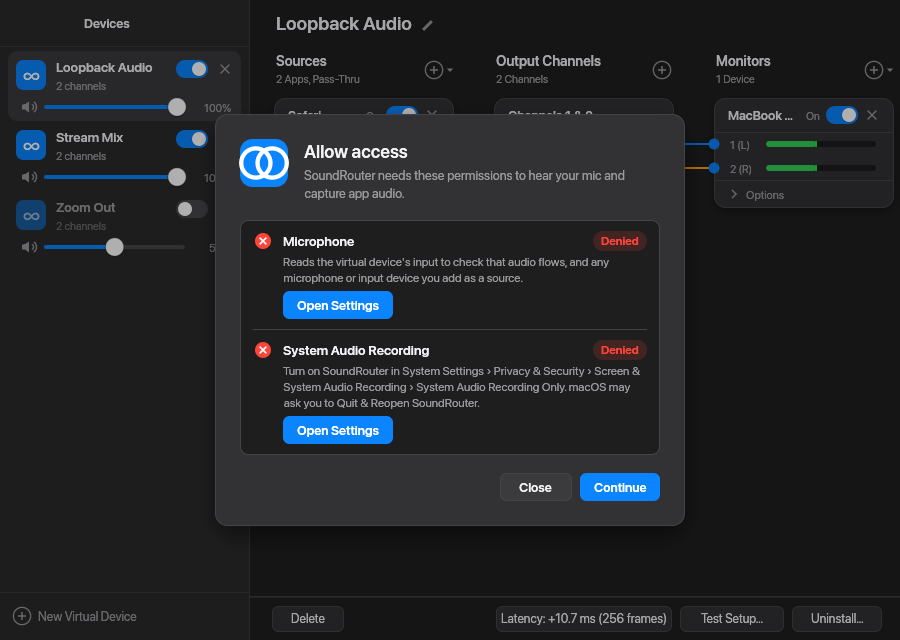 Devices
Loopback Audio
2 channels
100%
Stream Mix
2 channels
Zoom Out
2 channels
New Virtual Device
Loopback Audio
Sources
2 Apps, Pass-Thru
Output Channels
2 Channels
Monitors
1 Device
MacBook ...
On
1 (L)
2 (R)
Options
Allow access
SoundRouter needs these permissions to hear your mic and
capture app audio.
Microphone
Denied
Reads the virtual device's input to check that audio flows, and any
microphone or input device you add as a source.
Open Settings
System Audio Recording
Denied
Turn on SoundRouter in System Settings › Privacy & Security › Screen &
System Audio Recording › System Audio Recording Only. macOS may
ask you to Quit & Reopen SoundRouter.
Open Settings
Close
Continue
Delete
Latency: +10.7 ms (256 frames)
Test Setup...
Uninstall...